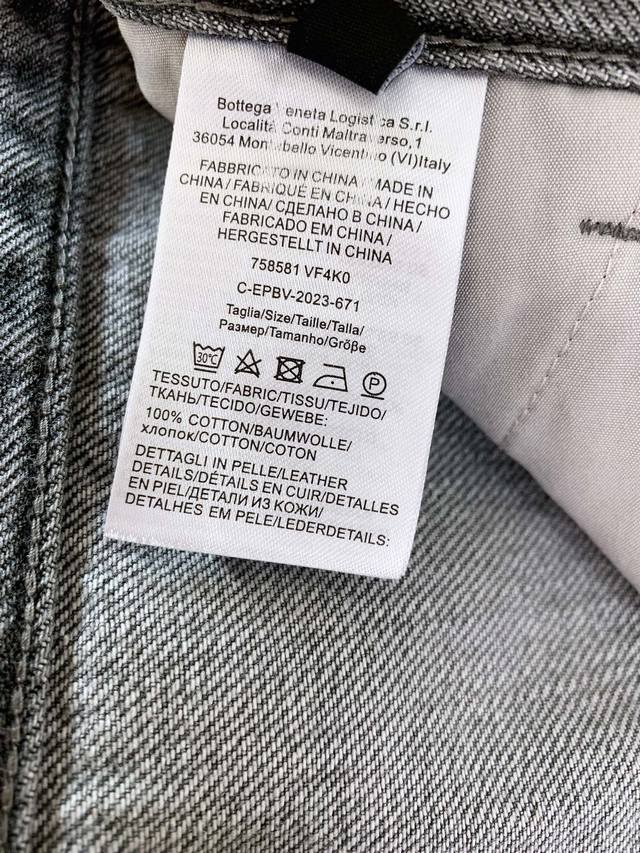 Bottega Veneta Logistica S.r.l.
Località Conti Maltraverso,1
36054 Montebello Vicentino (VI)Italy
FABBRICATO IN CHINA / MADE IN
CHINA / FABRIQUÉ EN CHINA / HECHO
EN CHINA / СДЕЛАНО В CHINA /
FABRICADO EM CHINA /
HERGESTELLT IN CHINA
758581 VF4K0
C-EPBV-2023-671
Taglia/Size/Taille/Talla/
Размер/Tamanho/Größe
30°C
P
TESSUTO/FABRIC/TISSU/TEJIDO/
ТКАНЬ/TECIDO/GEWEBE:
100% COTTON/BAUMWOLLE/
хлопок/COTTON/COTON
DETTAGLI IN PELLE/LEATHER
DETAILS/DÉTAILS EN CUIR/DETALLES
EN PIEL/ДЕТАЛИ ИЗ КОЖИ/
DETALHES EM PELE/LEDERDETAILS: